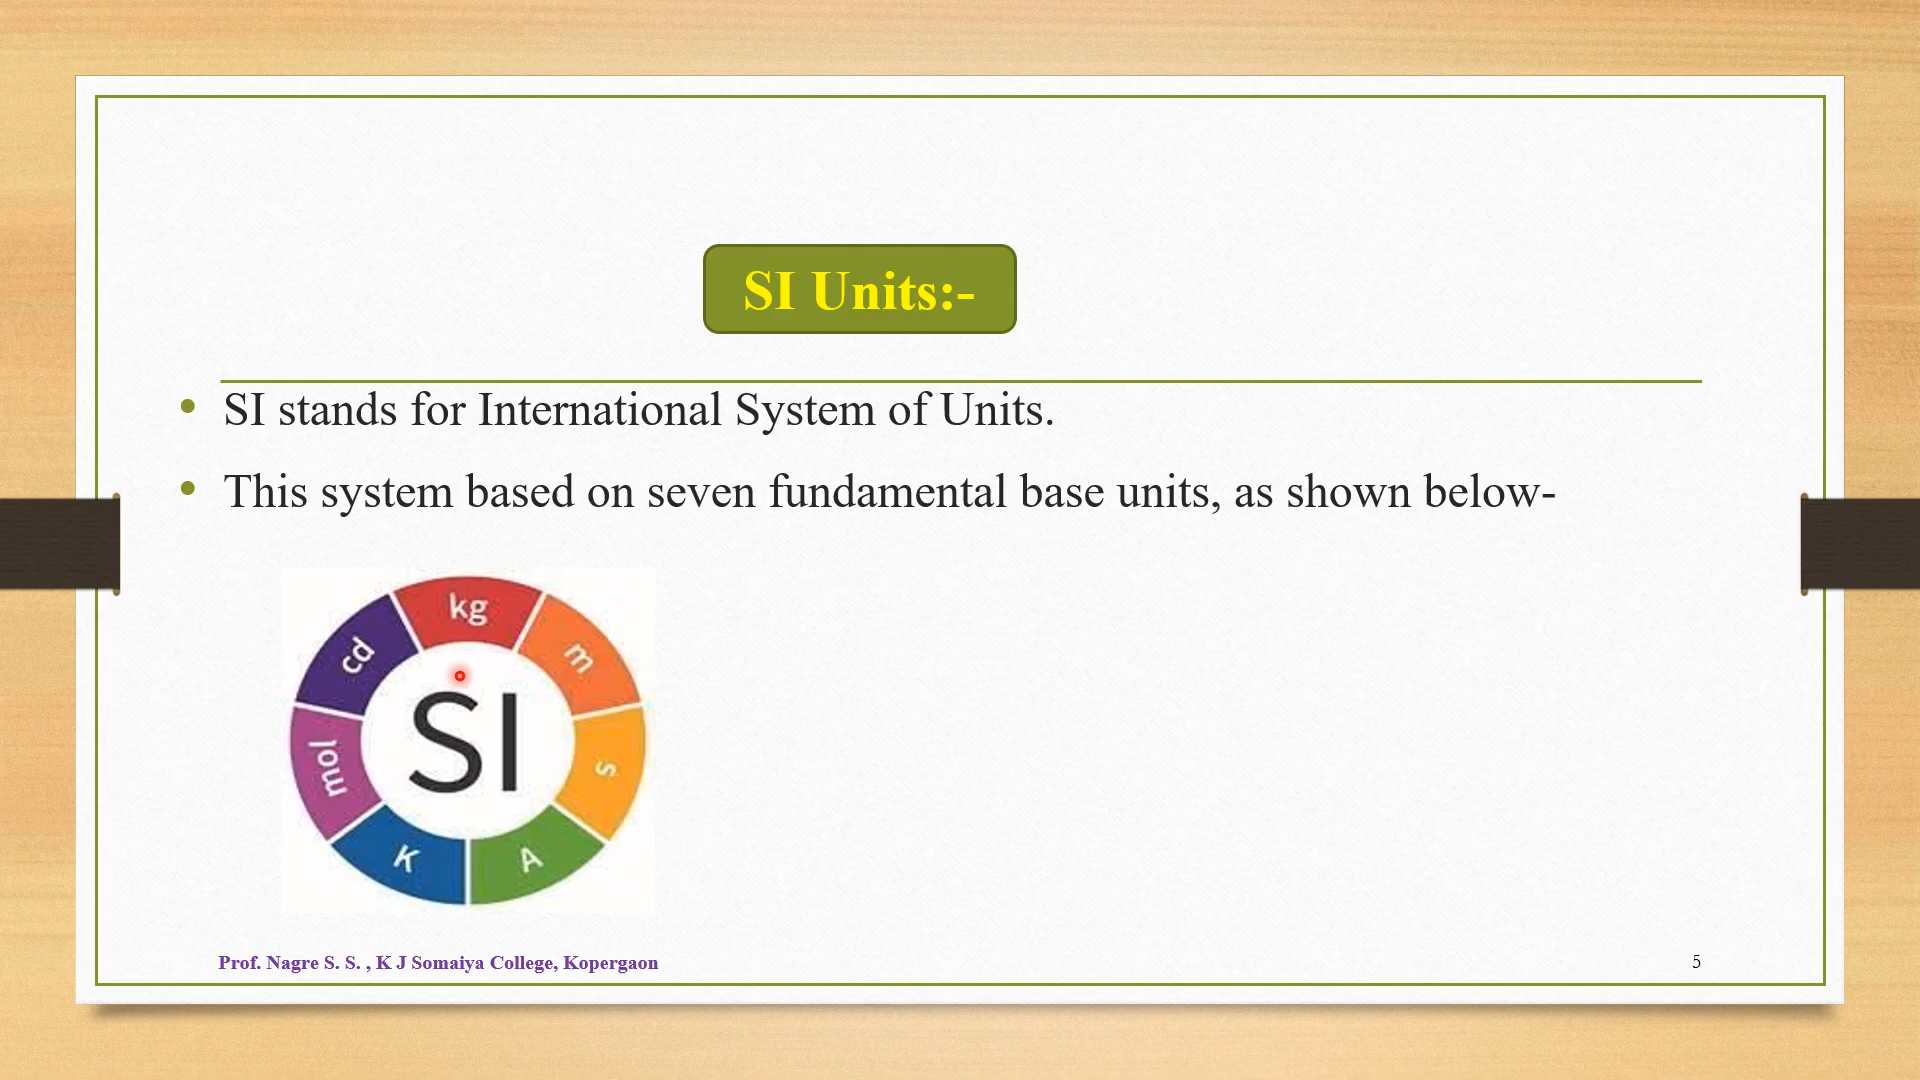 SI Units:-
• SI stands for International System of Units.
• This system based on seven fundamental base units, as shown below-
kg
m
s
A
K
mol
cd
SI
Prof. Nagre S. S. , K J Somaiya College, Kopergaon
5